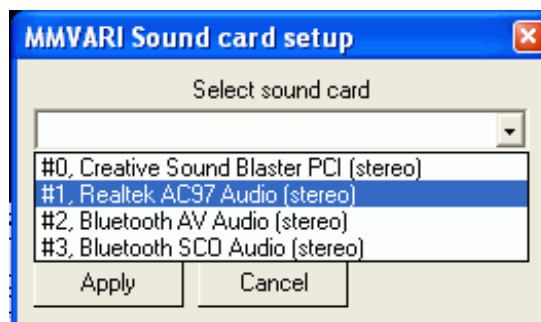 MMVARI Sound card setup
Select sound card
#0, Creative Sound Blaster PCI (stereo)
#1, Realtek AC97 Audio (stereo)
#2, Bluetooth AV Audio (stereo)
#3, Bluetooth SCO Audio (stereo)
Apply Cancel